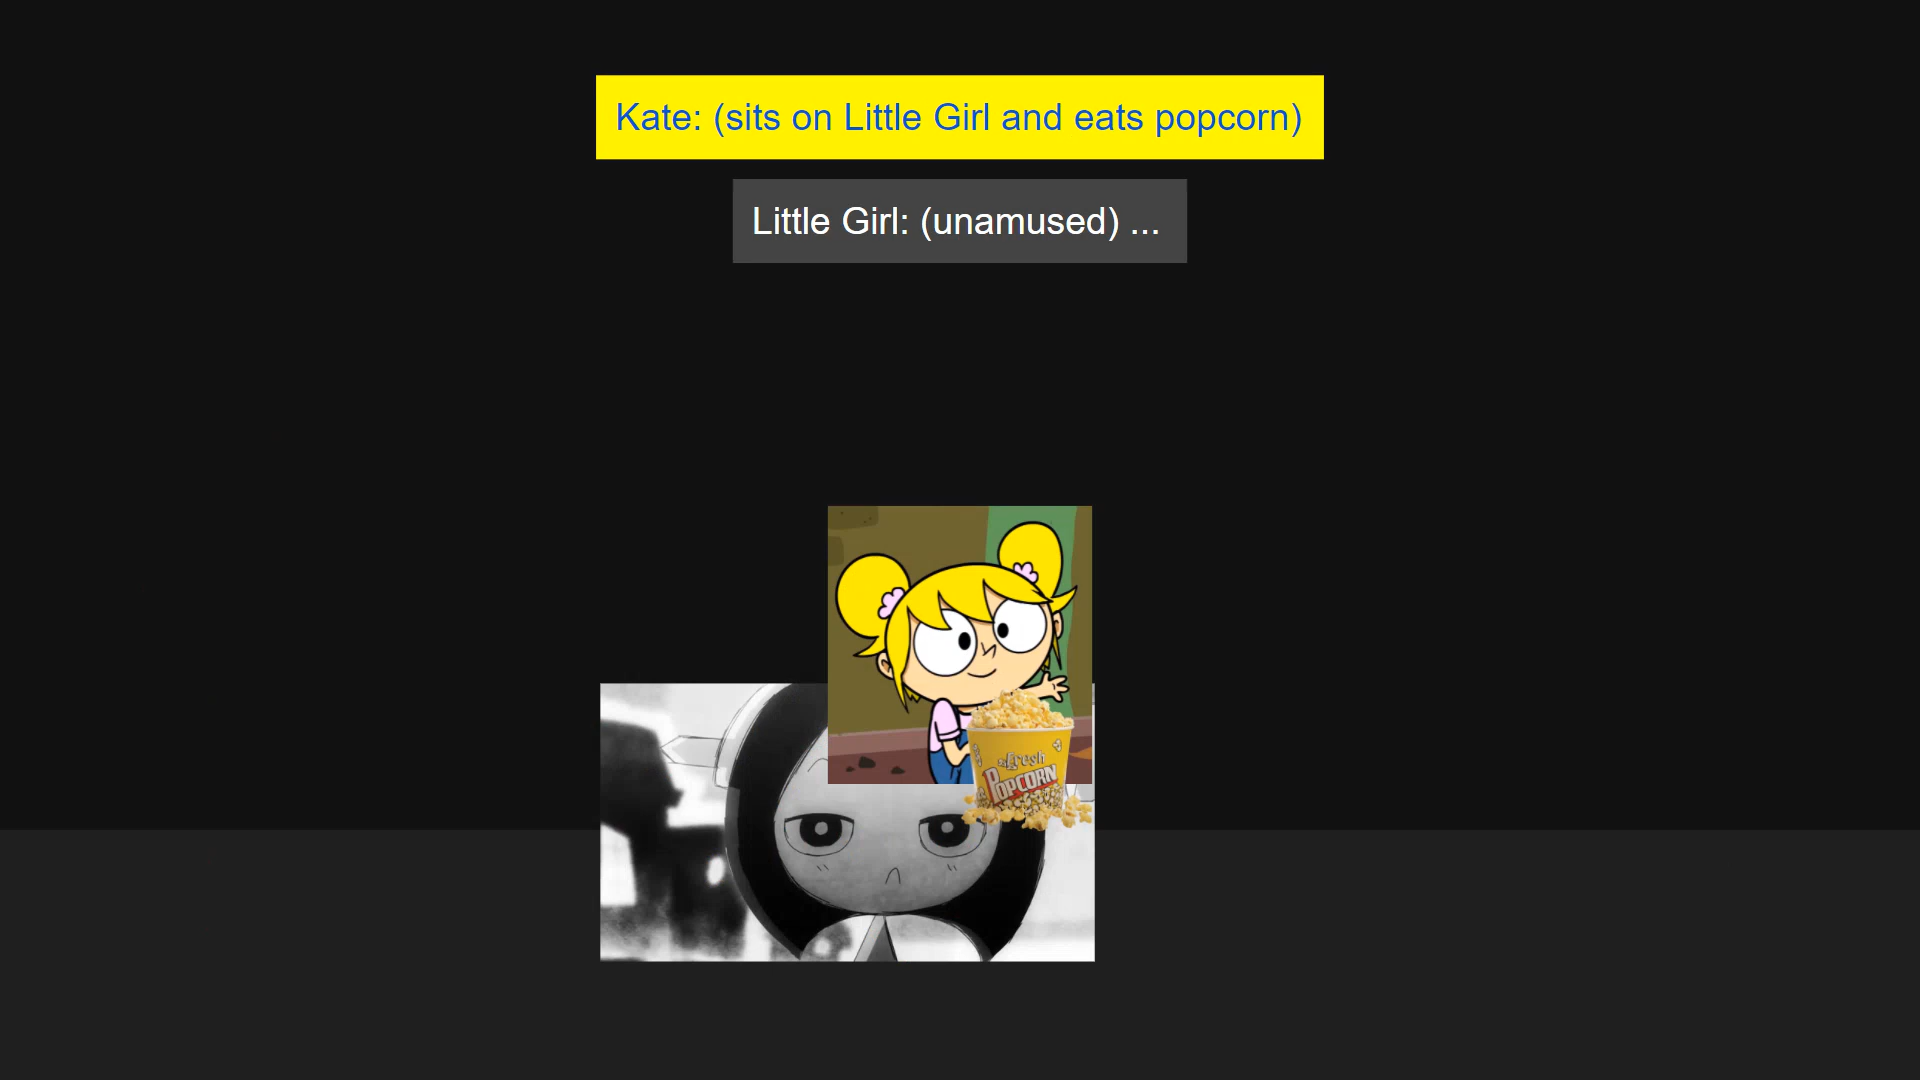 Kate: (sits on Little Girl and eats popcorn)
Little Girl: (unamused) ...
Fresh
POPCORN